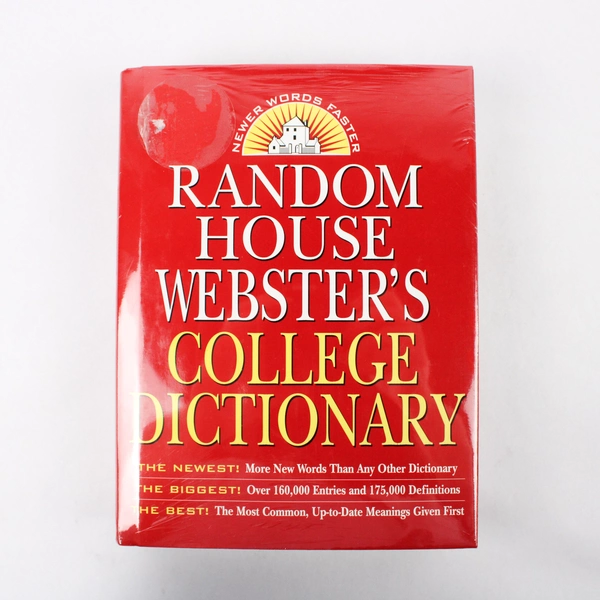 NEWER WORDS FASTER
RANDOM
HOUSE
WEBSTER'S
COLLEGE
DICTIONARY
THE NEWEST! More New Words Than Any Other Dictionary
THE BIGGEST! Over 160,000 Entries and 175,000 Definitions
THE BEST! The Most Common, Up-to-Date Meanings Given First